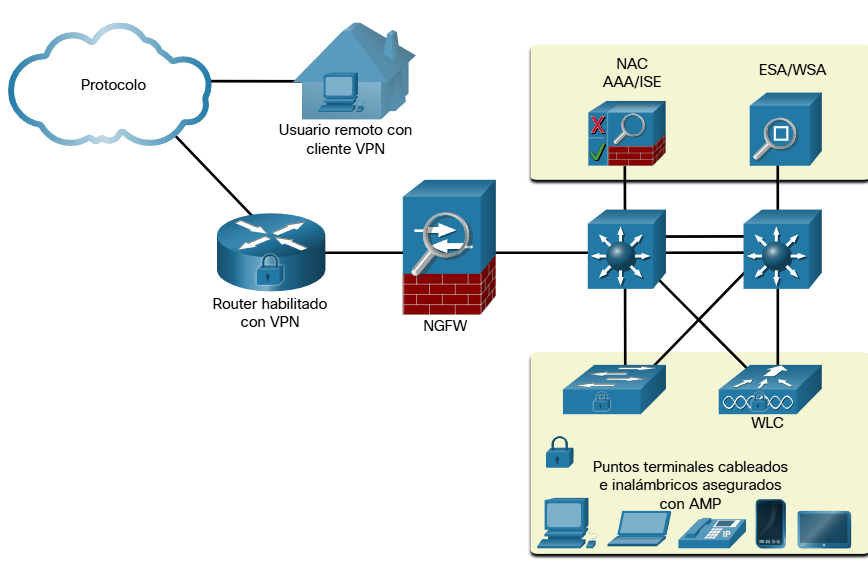 Protocolo
Usuario remoto con
cliente VPN
NAC
AAA/ISE
ESA/WSA
Router habilitado
con VPN
NGFW
WLC
Puntos terminales cableados
e inalámbricos asegurados
con AMP
IP